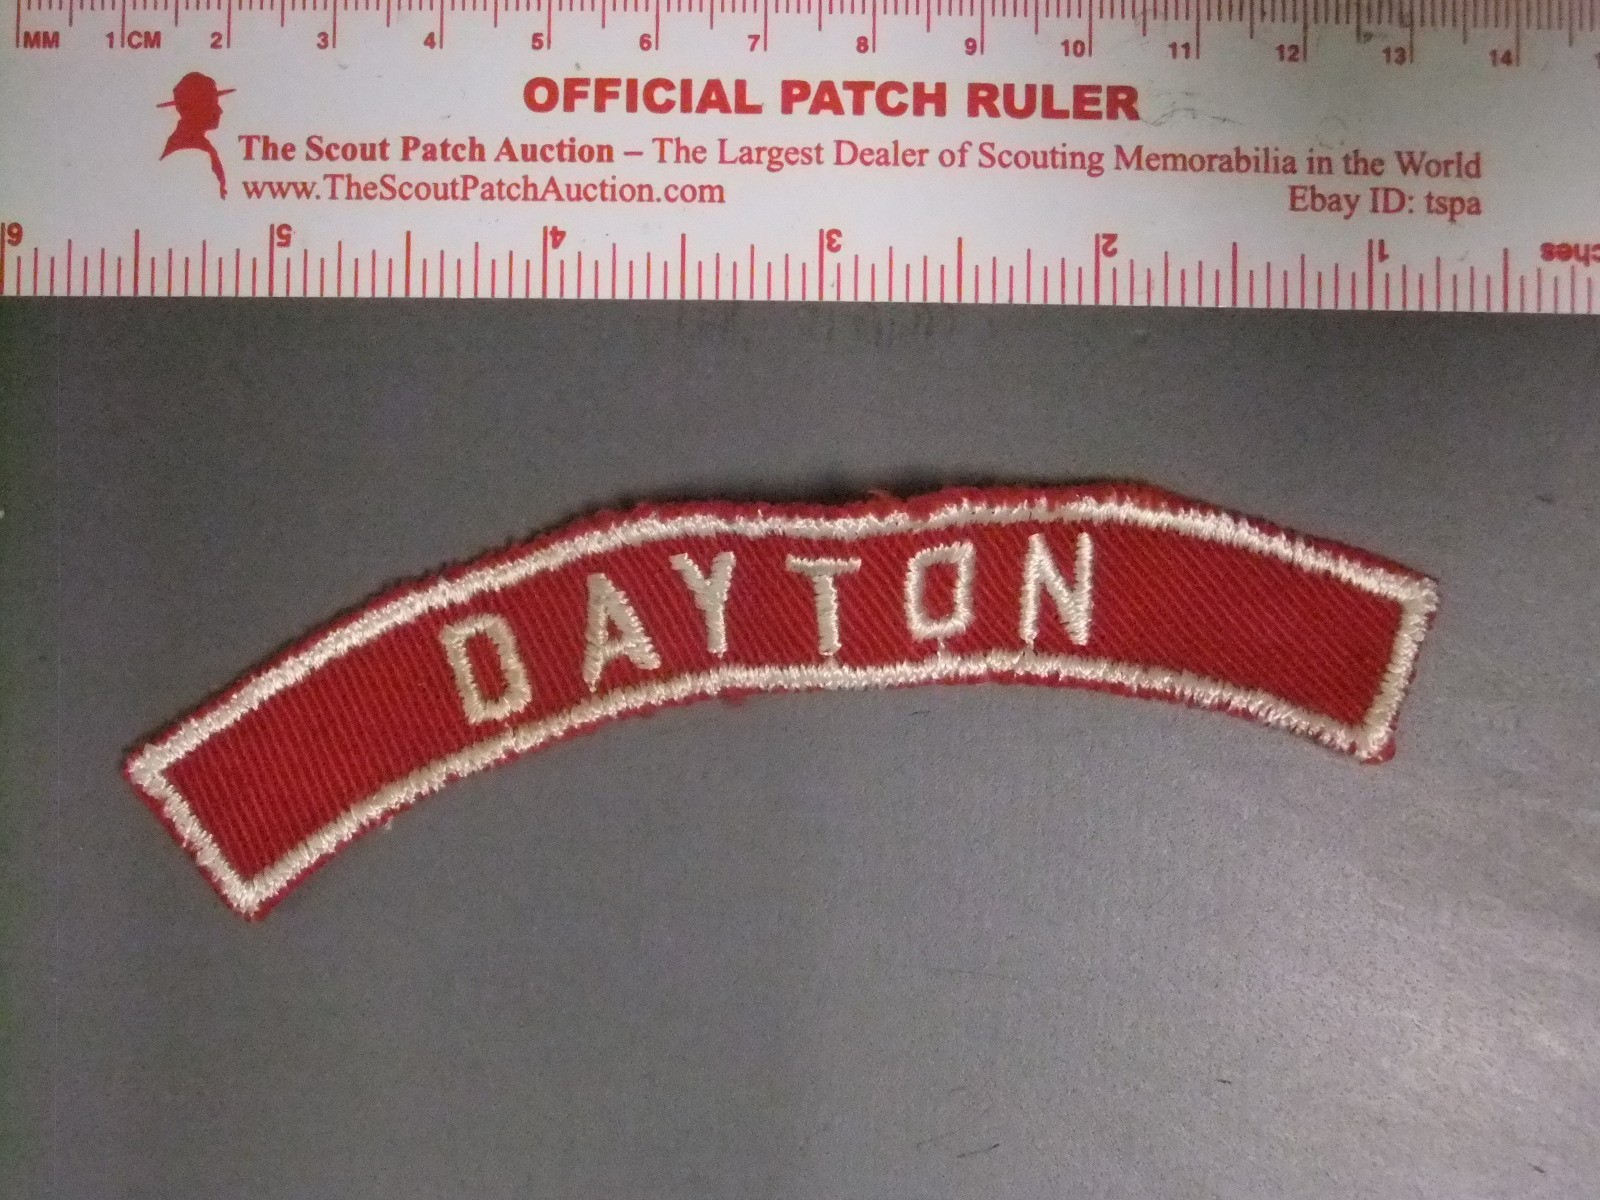 MM 1 CM 2 3 4 5 6 7 8 9 10 11 12 13 14
OFFICIAL PATCH RULER
The Scout Patch Auction – The Largest Dealer of Scouting Memorabilia in the World
www.TheScoutPatchAuction.com
Ebay ID: tspa
6 5 4 3 2 1
DAYTON